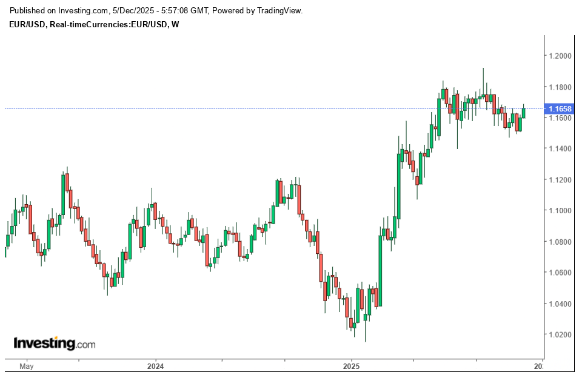 Published on Investing.com, 5/Dec/2025 - 5:57:08 GMT, Powered by TradingView.
EUR/USD, Real-timeCurrencies:EUR/USD, W
1.2000
1.1800
1.1658
1.1600
1.1400
1.1200
1.1000
1.0800
1.0600
1.0400
1.0200
Investing.com
May 2024 2025 20